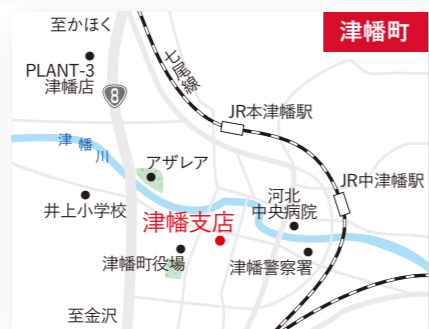 至かほく
津幡町
PLANT-3
津幡店
8
七尾線
JR本津幡駅
津幡川
アザレア
JR中津幡駅
井上小学校
河北
中央病院
津幡支店
津幡町役場
津幡警察署
至金沢